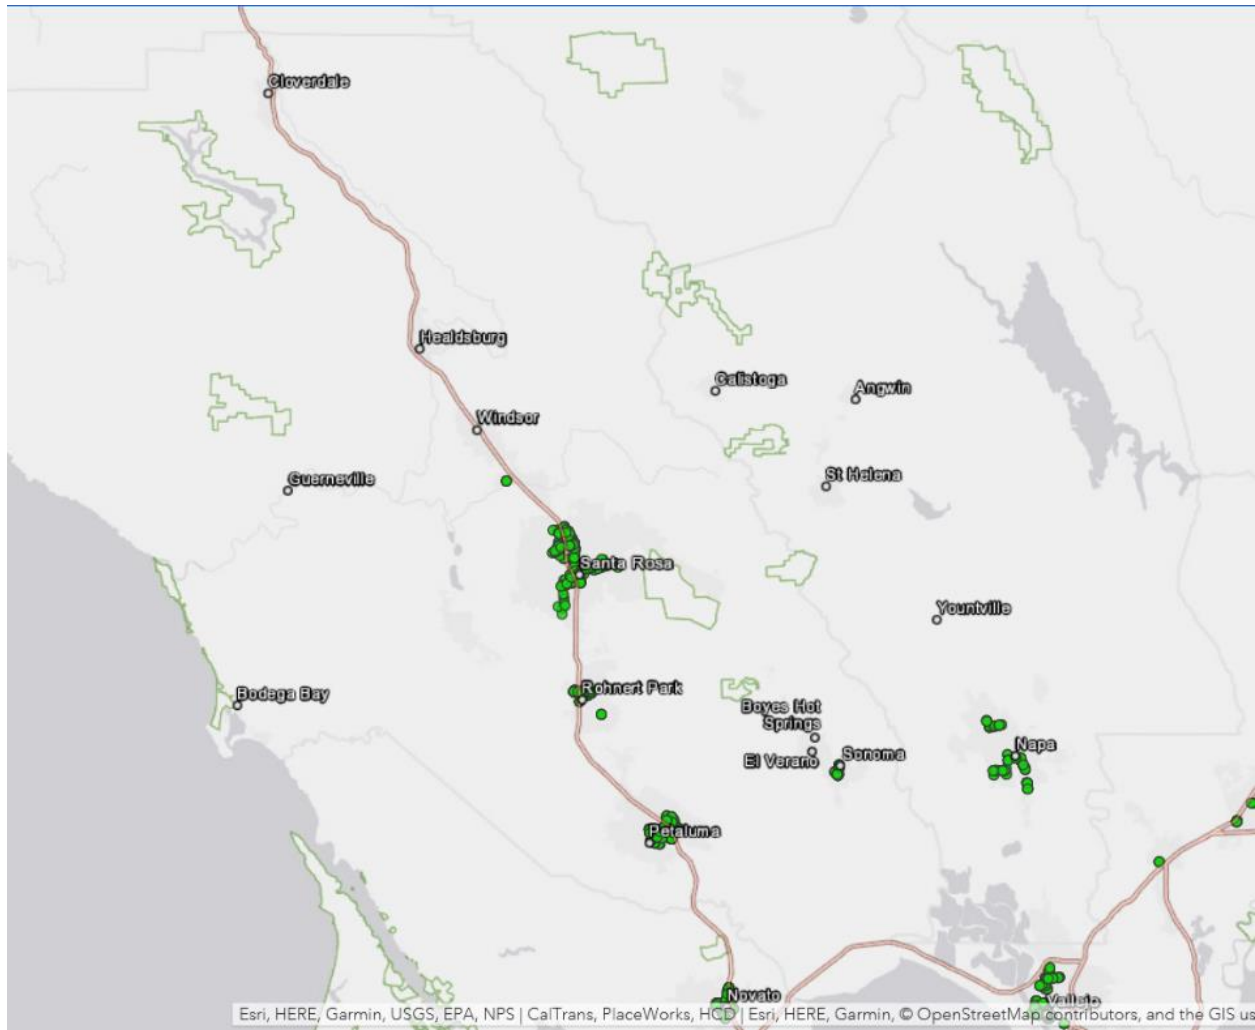 Cloverdale
Healdsburg
Calistoga
Angwin
Windsor
Guerneville
St Helena
Santa Rosa
Yountville
Bodega Bay
Rohnert Park
Boyes Hot
Springs
Napa
El Verano
Sonoma
Petaluma
Novato
Vallejo
Esri, HERE, Garmin, USGS, EPA, NPS | CalTrans, PlaceWorks, HCD | Esri, HERE, Garmin, © OpenStreetMap contributors, and the GIS u